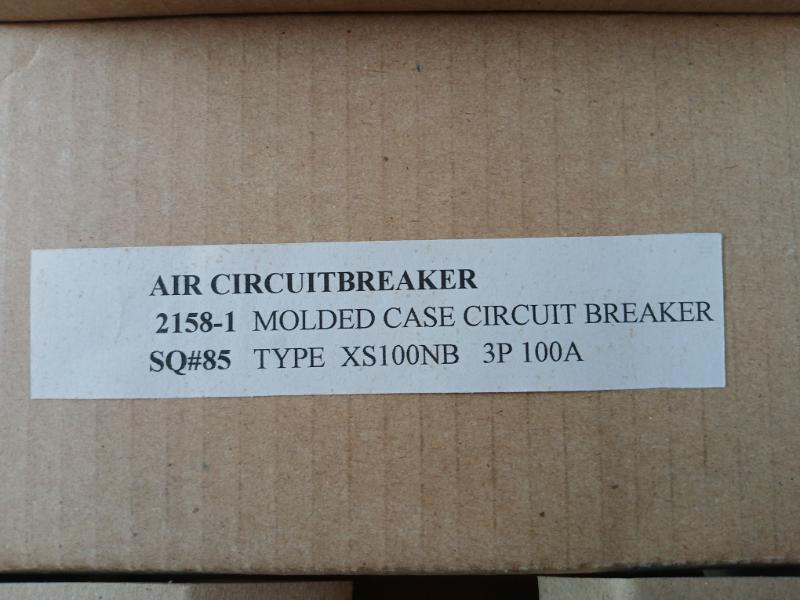 AIR CIRCUITBREAKER
2158-1 MOLDED CASE CIRCUIT BREAKER
SQ#85 TYPE XS100NB 3P 100A